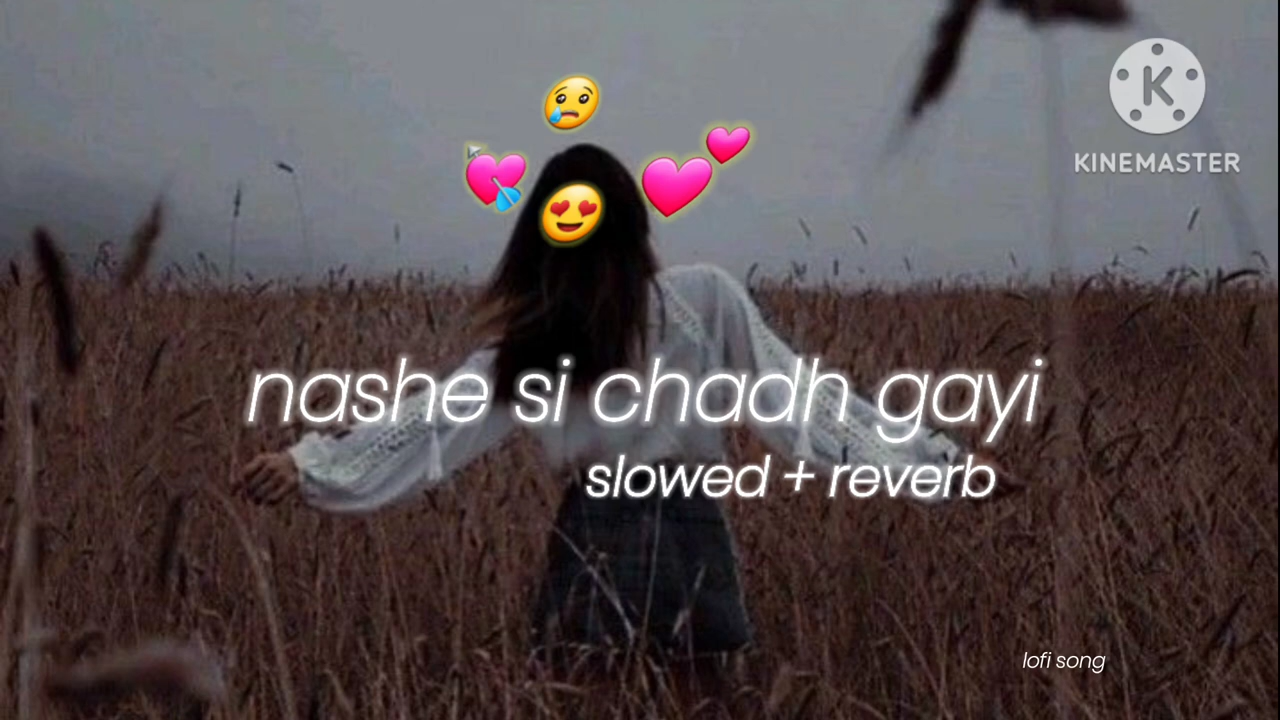 K
KINEMASTER
nashe si chadh gayi
slowed + reverb
lofi song